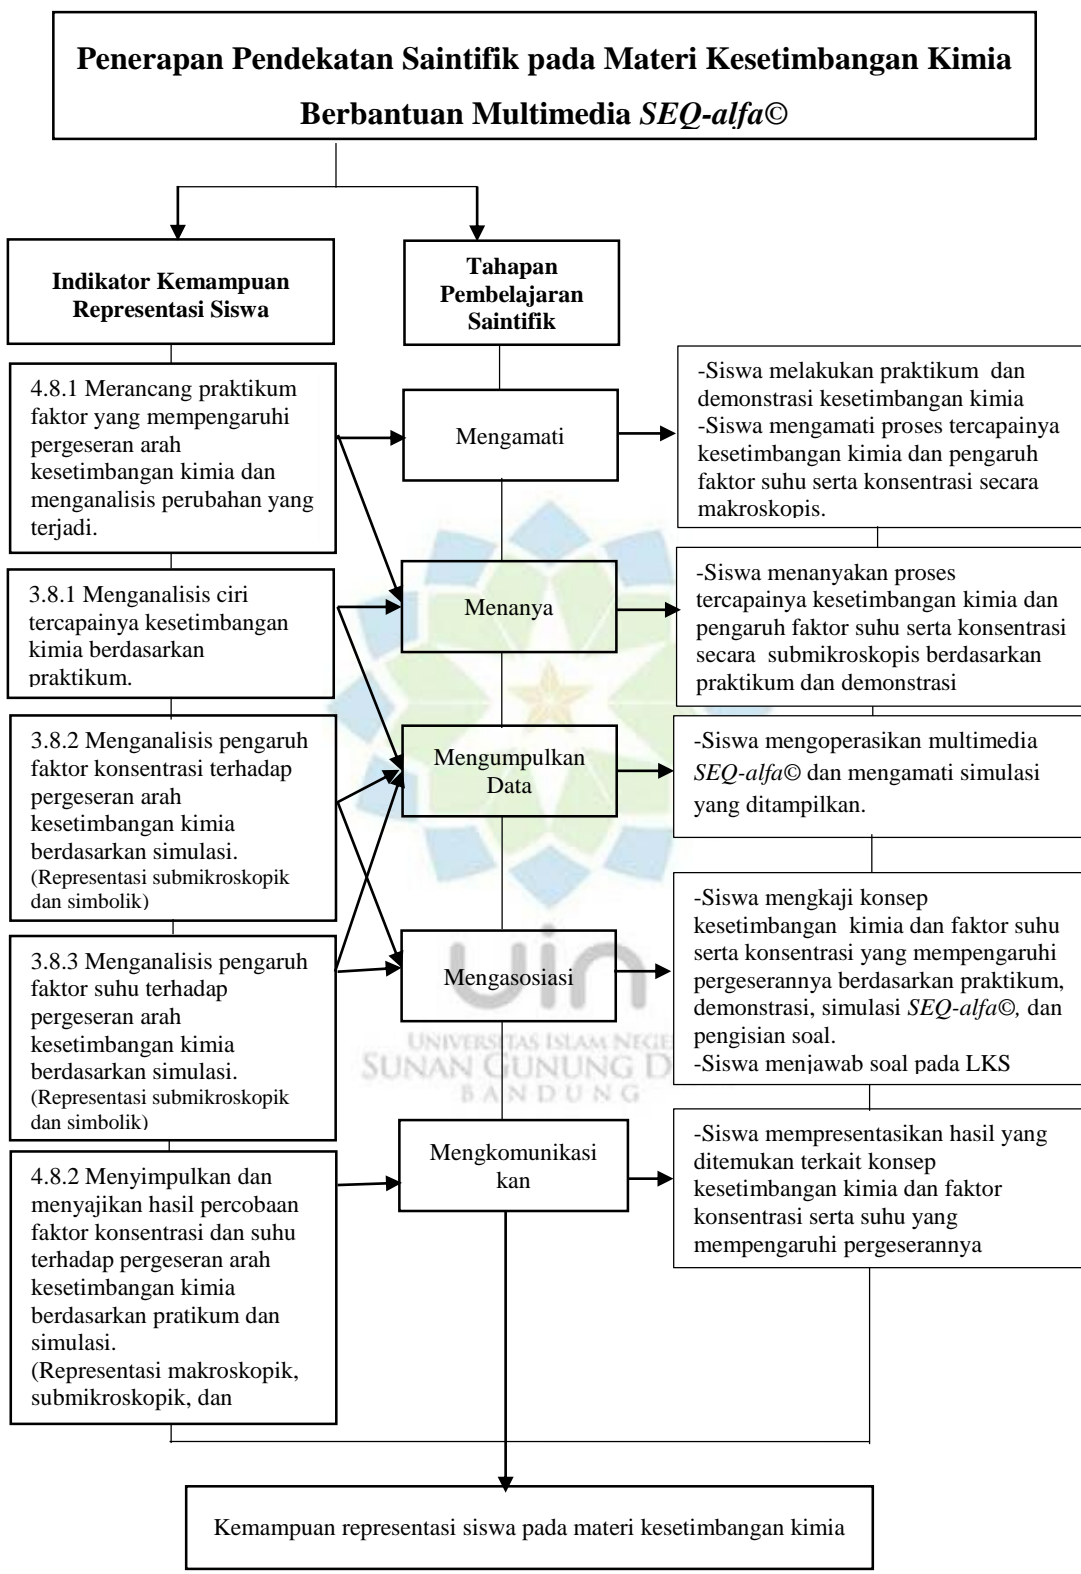 Penerapan Pendekatan Saintifik pada Materi Kesetimbangan Kimia
Berbantuan Multimedia SEQ-alfa©
Indikator Kemampuan
Representasi Siswa
Tahapan
Pembelajaran
Saintifik
4.8.1 Merancang praktikum
faktor yang mempengaruhi
pergeseran arah
kesetimbangan kimia dan
menganalisis perubahan yang
terjadi.
Mengamati
-Siswa melakukan praktikum dan
demonstrasi kesetimbangan kimia
-Siswa mengamati proses tercapainya
kesetimbangan kimia dan pengaruh
faktor suhu serta konsentrasi secara
makroskopis.
3.8.1 Menganalisis ciri
tercapainya kesetimbangan
kimia berdasarkan
praktikum.
Menanya
-Siswa menanyakan proses
tercapainya kesetimbangan kimia dan
pengaruh faktor suhu serta konsentrasi
secara submikroskopis berdasarkan
praktikum dan demonstrasi
3.8.2 Menganalisis pengaruh
faktor konsentrasi terhadap
pergeseran arah
kesetimbangan kimia
berdasarkan simulasi.
(Representasi submikroskopik
dan simbolik)
Mengumpulkan
Data
-Siswa mengoperasikan multimedia
SEQ-alfa© dan mengamati simulasi
yang ditampilkan.
3.8.3 Menganalisis pengaruh
faktor suhu terhadap
pergeseran arah
kesetimbangan kimia
berdasarkan simulasi.
(Representasi submikroskopik
dan simbolik)
Mengasosiasi
-Siswa mengkaji konsep
kesetimbangan kimia dan faktor suhu
serta konsentrasi yang mempengaruhi
pergeserannya berdasarkan praktikum,
demonstrasi, simulasi SEQ-alfa©, dan
pengisian soal.
-Siswa menjawab soal pada LKS
uin
UNIVERSITAS ISLAM NEGE
SUNAN GUNUNG D
BANDUNG
4.8.2 Menyimpulkan dan
menyajikan hasil percobaan
faktor konsentrasi dan suhu
terhadap pergeseran arah
kesetimbangan kimia
berdasarkan pratikum dan
simulasi.
(Representasi makroskopik,
submikroskopik, dan
Mengkomunikasi
kan
-Siswa mempresentasikan hasil yang
ditemukan terkait konsep
kesetimbangan kimia dan faktor
konsentrasi serta suhu yang
mempengaruhi pergeserannya
Kemampuan representasi siswa pada materi kesetimbangan kimia